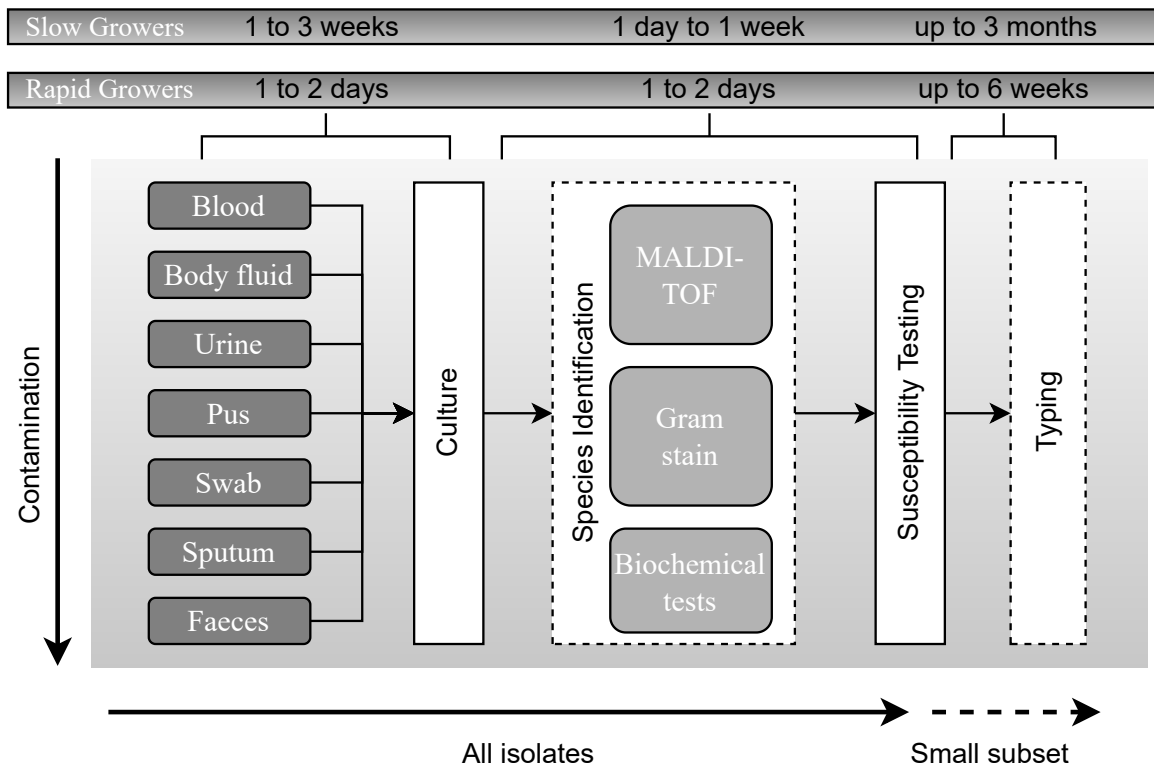 Slow Growers 1 to 3 weeks 1 day to 1 week up to 3 months
Rapid Growers 1 to 2 days 1 to 2 days up to 6 weeks
Contamination
Blood
Body fluid
Urine
Pus
Swab
Sputum
Faeces
Culture
Species Identification
MALDI-
TOF
Gram
stain
Biochemical
tests
Susceptibility Testing
Typing
All isolates
Small subset